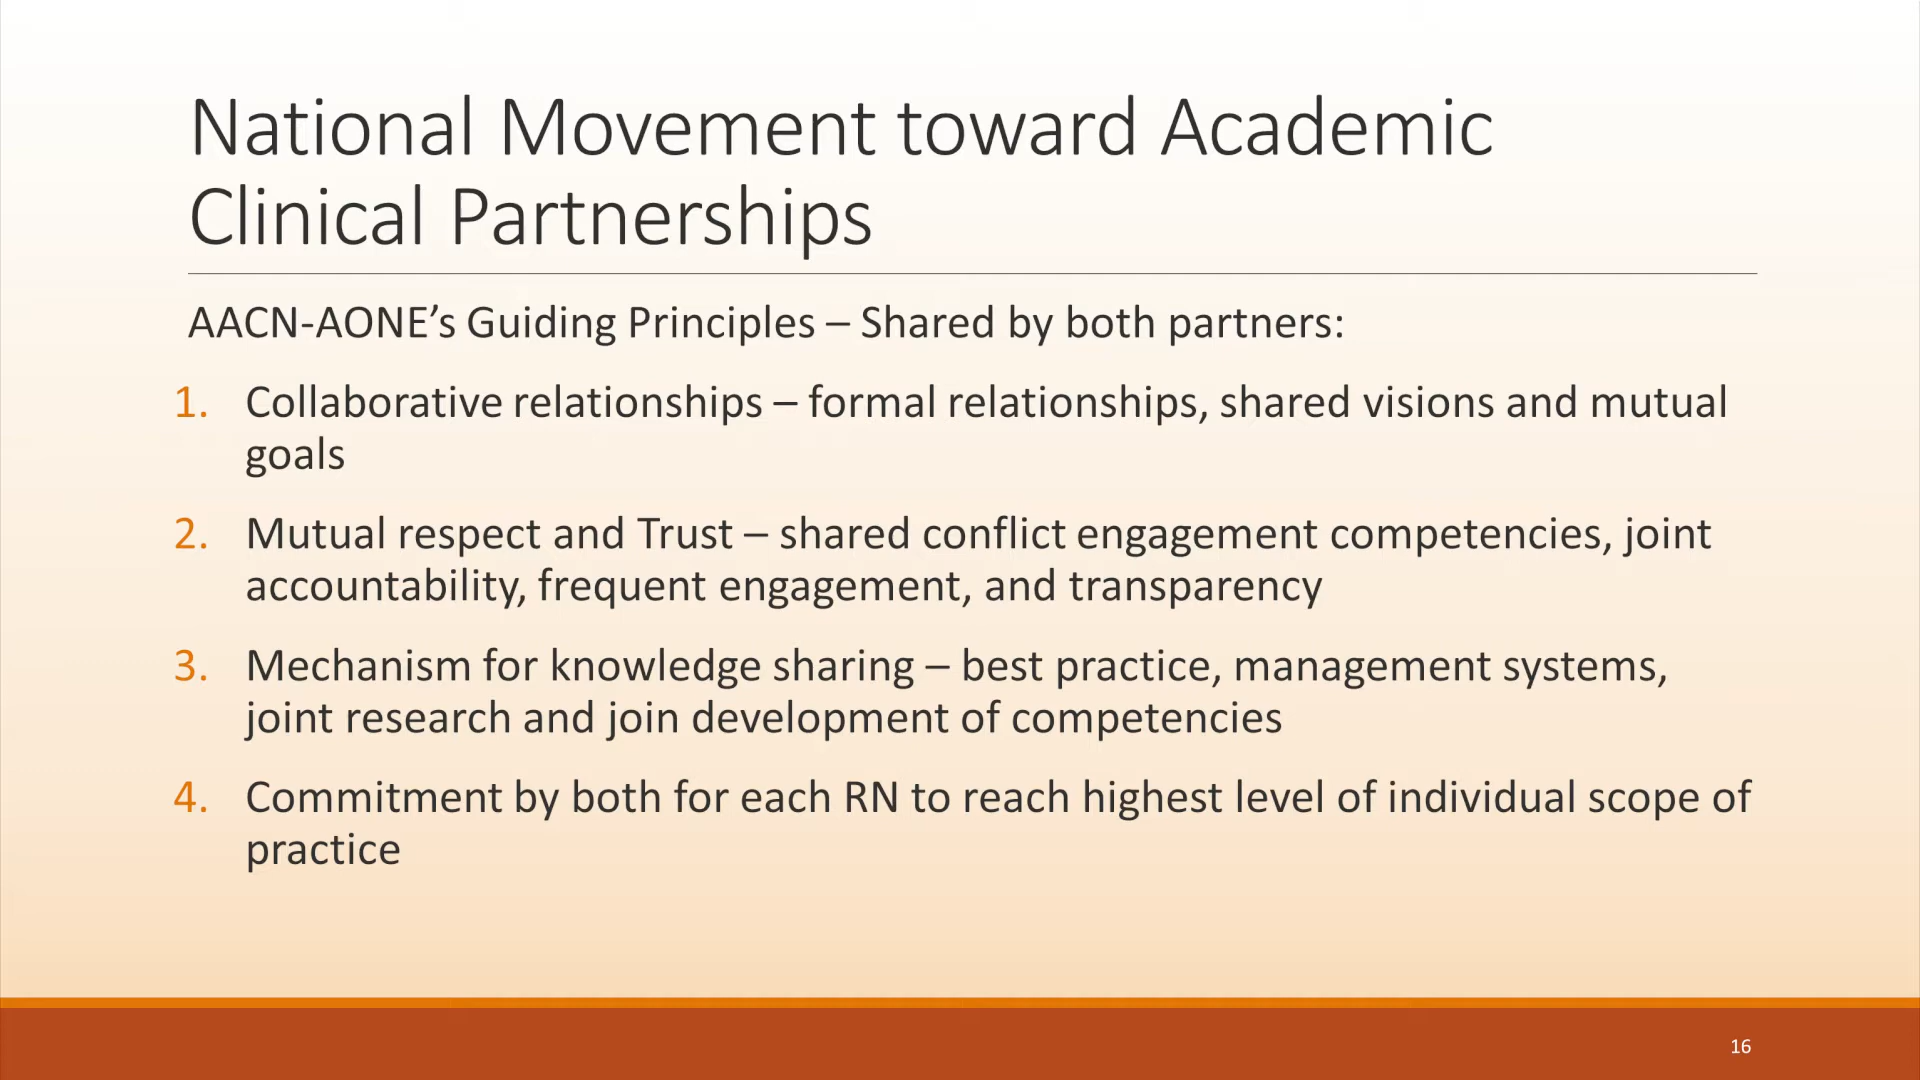 National Movement toward Academic
Clinical Partnerships
AACN-AONE’s Guiding Principles – Shared by both partners:
1. Collaborative relationships – formal relationships, shared visions and mutual
goals
2. Mutual respect and Trust – shared conflict engagement competencies, joint
accountability, frequent engagement, and transparency
3. Mechanism for knowledge sharing – best practice, management systems,
joint research and join development of competencies
4. Commitment by both for each RN to reach highest level of individual scope of
practice
16